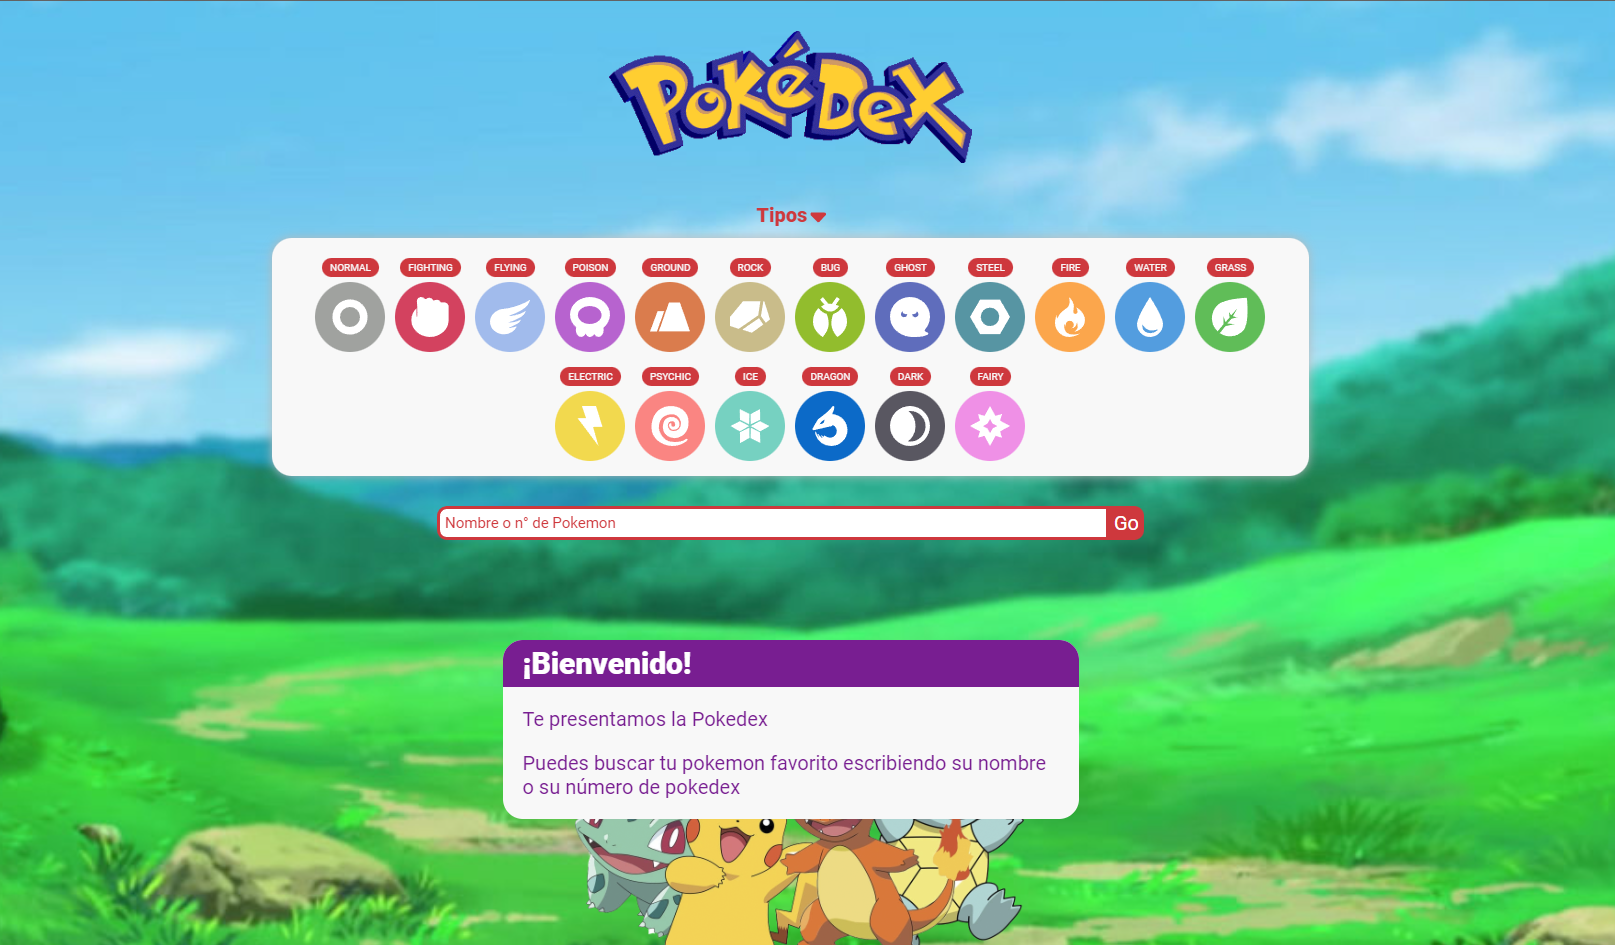 PokéDex
Tipos
NORMAL FIGHTING FLYING POISON GROUND ROCK BUG GHOST STEEL FIRE WATER GRASS
ELECTRIC PSYCHIC ICE DRAGON DARK FAIRY
Nombre o n° de Pokemon Go
¡Bienvenido!
Te presentamos la Pokedex
Puedes buscar tu pokemon favorito escribiendo su nombre
o su número de pokedex